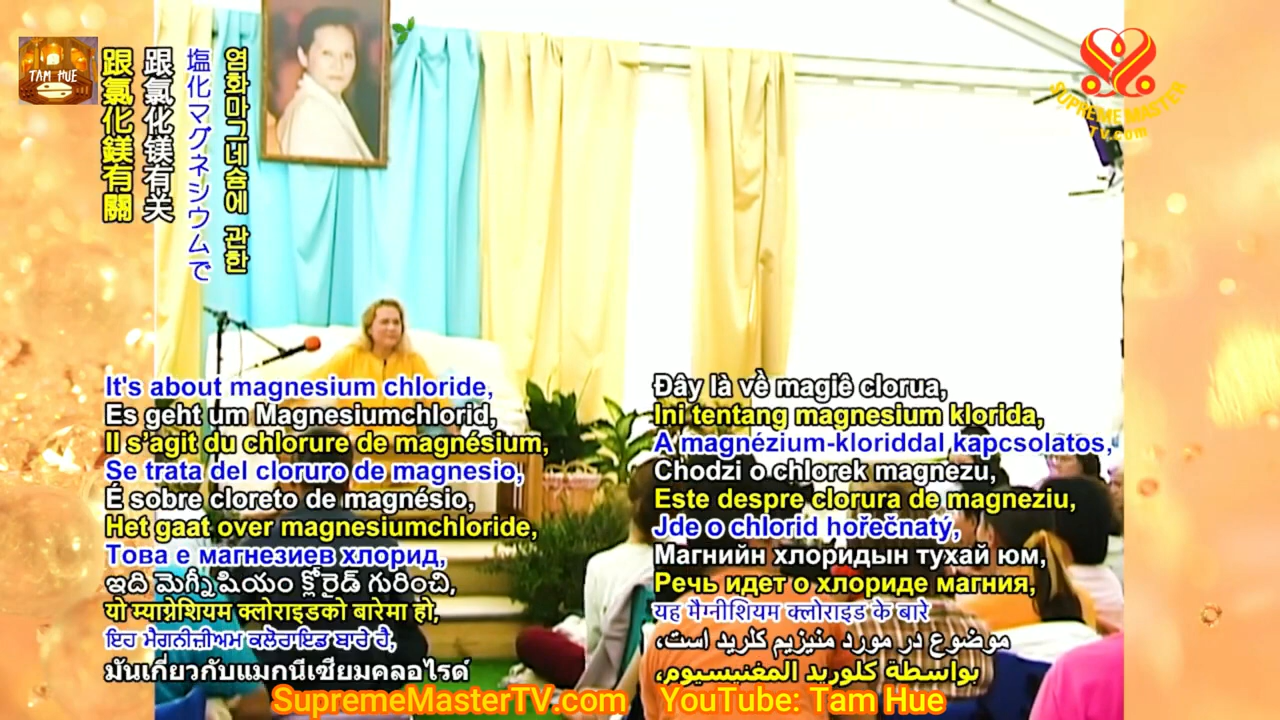 TAM HUE
跟氯化鎂有關
跟氯化镁有关
塩化マグネシウムで
염화마그네슘에 관한
SUPREME MASTER
TV.com
It's about magnesium chloride,
Es geht um Magnesiumchlorid,
Il s'agit du chlorure de magnésium,
Se trata del cloruro de magnesio,
É sobre cloreto de magnésio,
Het gaat over magnesiumchloride,
Това е магнезиев хлорид,
ఇది మెగ్నీషియం క్లోరైడ్ గురించి,
यो म्याग्नेशियम क्लोराइडको बारेमा हो,
ਇਹ ਮੈਗਨੀਜ਼ੀਅਮ ਕਲੋਰਾਇਡ ਬਾਰੇ ਹੈ,
มันเกี่ยวกับแมกนีเซียมคลอไรด์
Đây là về magiê clorua,
Ini tentang magnesium klorida,
A magnézium-kloriddal kapcsolatos,
Chodzi o chlorek magnezu,
Este despre clorura de magneziu,
Jde o chlorid hořečnatý,
Магнийн хлоридын тухай юм,
Речь идет о хлориде магния,
यह मैग्नीशियम क्लोराइड के बारे
موضوع در مورد منیزیم کلرید است،
بواسطة كلوريد المغنيسيوم،
SupremeMasterTV.com YouTube: Tam Hue